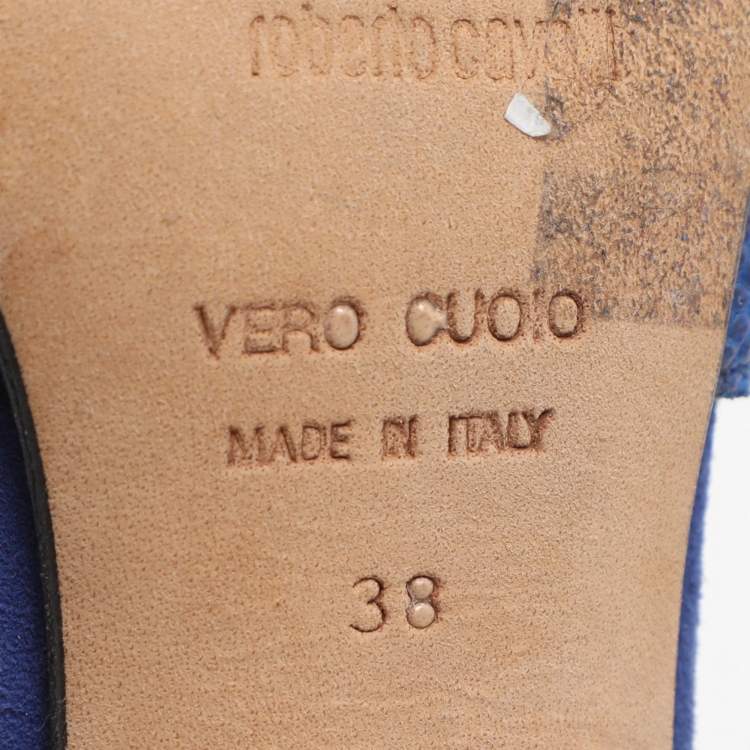 roberto cavalli
VERO CUOIO
MADE IN ITALY
38